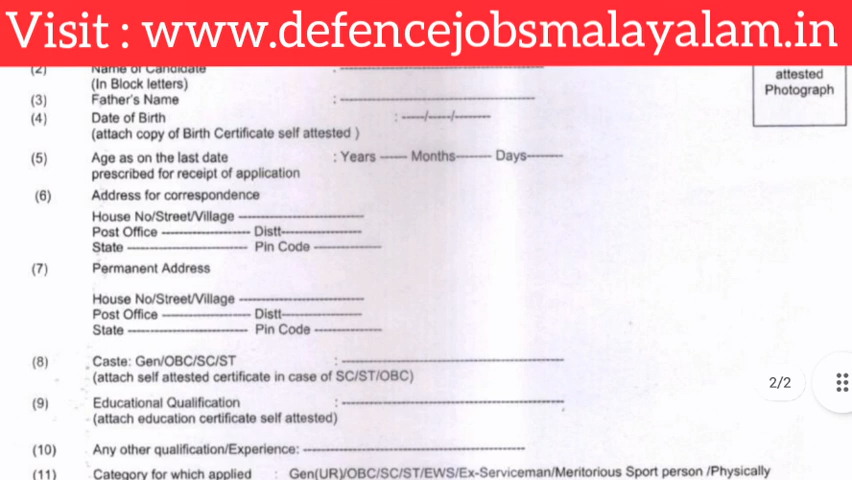 Visit : www.defencejobsmalayalam.in
(2) Name of Candidate : ----------------------------------------
(In Block letters)
(3) Father's Name : ----------------------------------------
(4) Date of Birth : -----/-----/--------
(attach copy of Birth Certificate self attested )
attested
Photograph
(5) Age as on the last date : Years ------ Months-------- Days--------
prescribed for receipt of application
(6) Address for correspondence
House No/Street/Village --------------------------
Post Office ------------------ Distt-----------------
State ------------------------ Pin Code --------------
(7) Permanent Address
House No/Street/Village --------------------------
Post Office ------------------ Distt-----------------
State ------------------------ Pin Code --------------
(8) Caste: Gen/OBC/SC/ST : ----------------------------------------
(attach self attested certificate in case of SC/ST/OBC)
2/2
(9) Educational Qualification : ----------------------------------------
(attach education certificate self attested)
(10) Any other qualification/Experience: ----------------------------------------
(11) Category for which applied : Gen(UR)/OBC/SC/ST/EWS/Ex-Serviceman/Meritorious Sport person /Physically